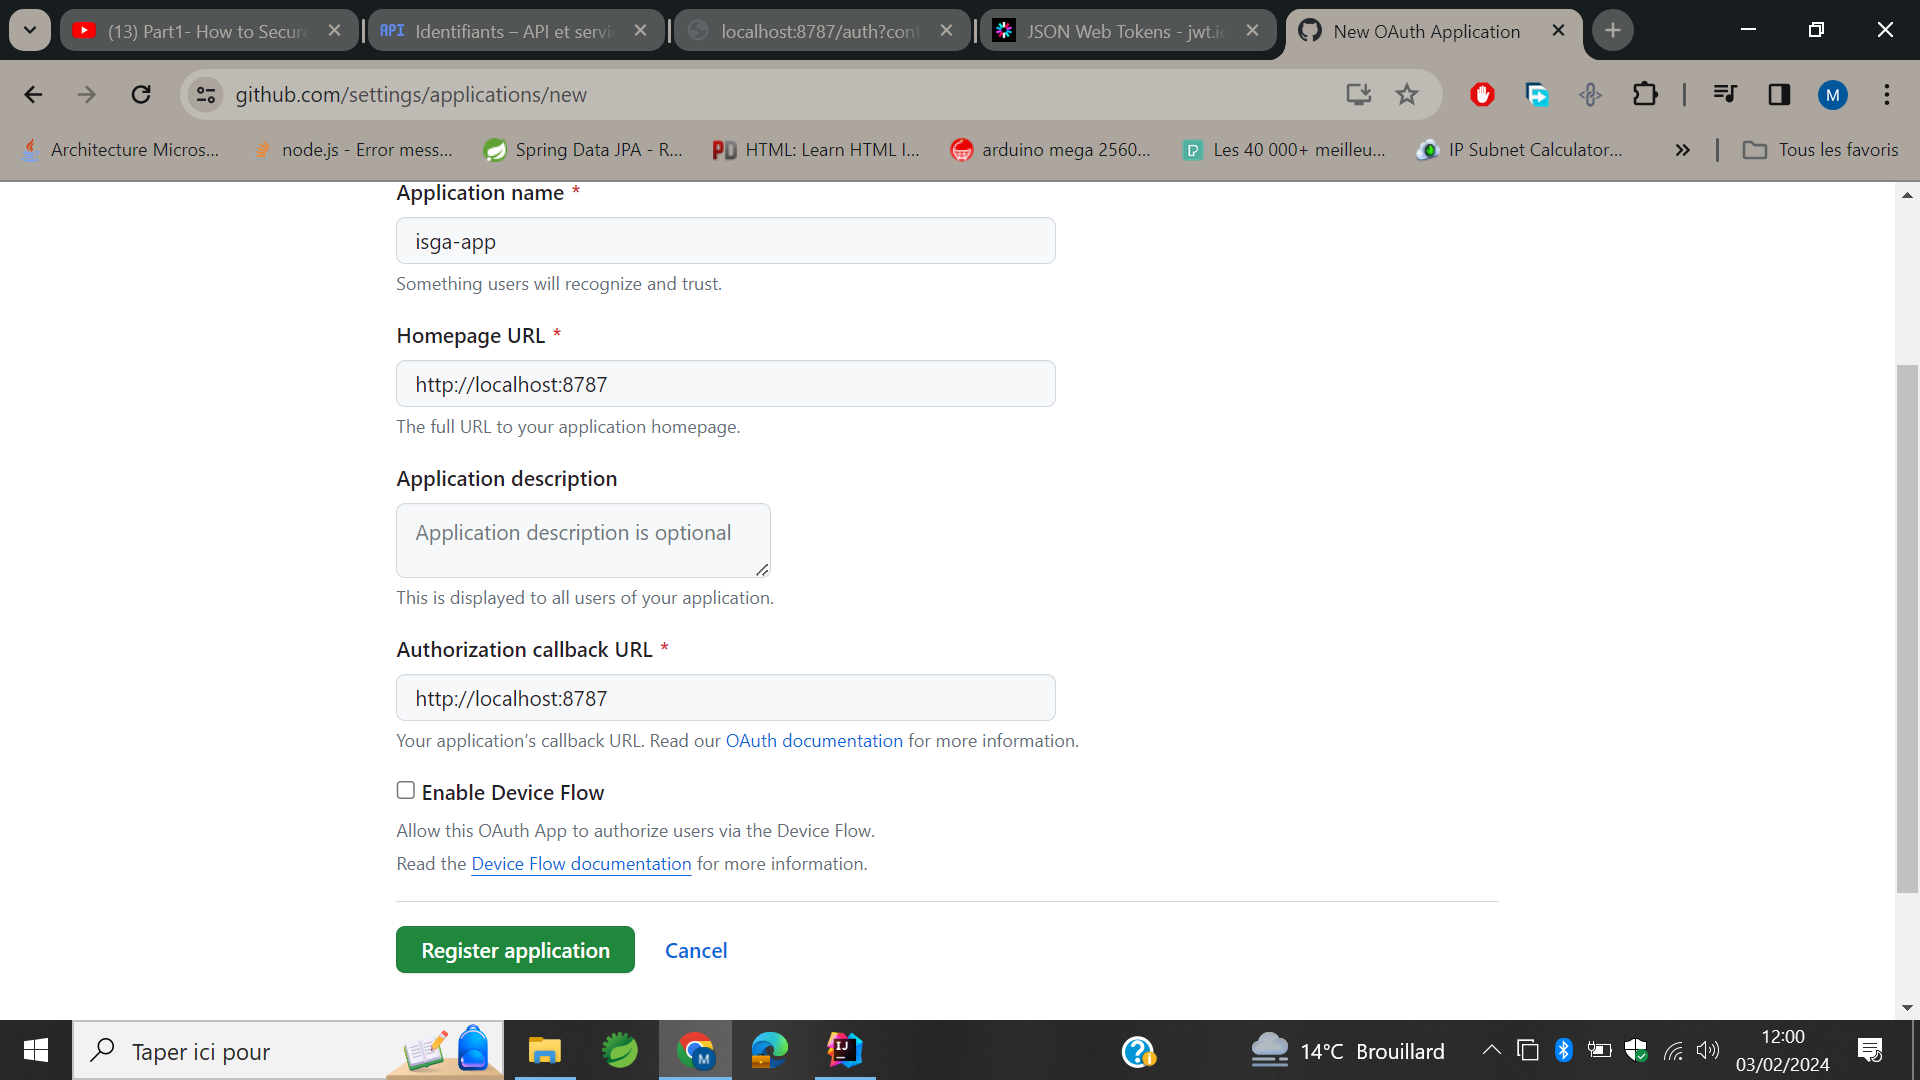 (13) Part1- How to Secure
Identifiants – API et servi
localhost:8787/auth?cont
JSON Web Tokens - jwt.io
New OAuth Application
github.com/settings/applications/new
M
Architecture Micros...
node.js - Error mess...
Spring Data JPA - R...
HTML: Learn HTML I...
arduino mega 2560...
Les 40 000+ meilleu...
IP Subnet Calculator...
Tous les favoris
Application name *
isga-app
Something users will recognize and trust.
Homepage URL *
http://localhost:8787
The full URL to your application homepage.
Application description
Application description is optional
This is displayed to all users of your application.
Authorization callback URL *
http://localhost:8787
Your application's callback URL. Read our OAuth documentation for more information.
Enable Device Flow
Allow this OAuth App to authorize users via the Device Flow.
Read the Device Flow documentation for more information.
Register application
Cancel
Taper ici pour
14°C Brouillard
12:00
03/02/2024